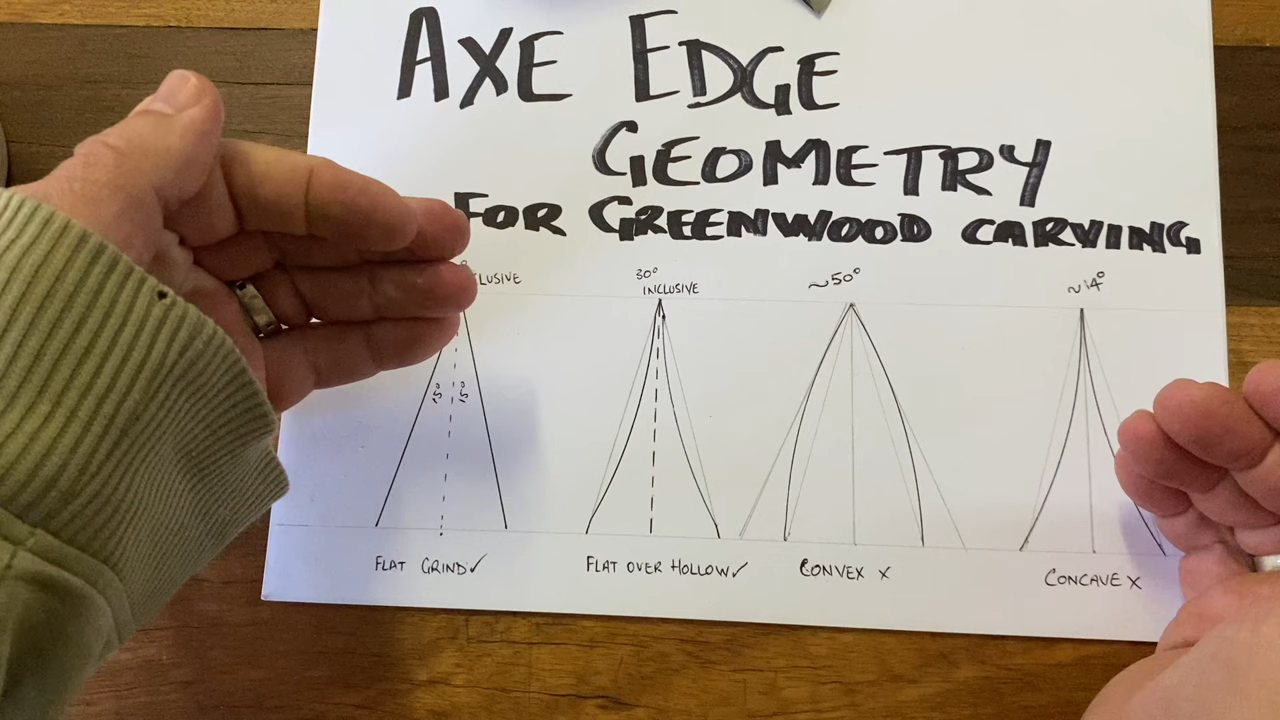 AXE EDGE
GEOMETRY
FOR GREENWOOD CARVING
30° INCLUSIVE
~50°
~14°
15° 15°
FLAT GRIND✓
FLAT OVER HOLLOW✓
CONVEX X
CONCAVE X